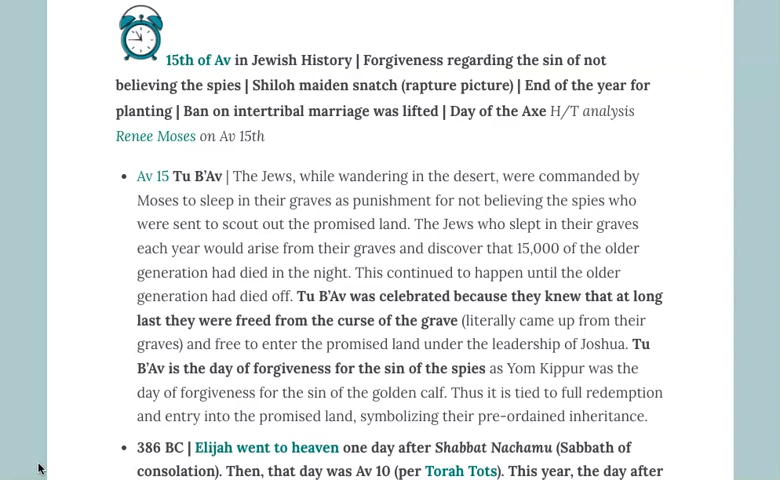 15th of Av in Jewish History | Forgiveness regarding the sin of not
believing the spies | Shiloh maiden snatch (rapture picture) | End of the year for
planting | Ban on intertribal marriage was lifted | Day of the Axe H/T analysis
Renee Moses on Av 15th
• Av 15 Tu B’Av | The Jews, while wandering in the desert, were commanded by
Moses to sleep in their graves as punishment for not believing the spies who
were sent to scout out the promised land. The Jews who slept in their graves
each year would arise from their graves and discover that 15,000 of the older
generation had died in the night. This continued to happen until the older
generation had died off. Tu B’Av was celebrated because they knew that at long
last they were freed from the curse of the grave (literally came up from their
graves) and free to enter the promised land under the leadership of Joshua. Tu
B’Av is the day of forgiveness for the sin of the spies as Yom Kippur was the
day of forgiveness for the sin of the golden calf. Thus it is tied to full redemption
and entry into the promised land, symbolizing their pre-ordained inheritance.
• 386 BC | Elijah went to heaven one day after Shabbat Nachamu (Sabbath of
consolation). Then, that day was Av 10 (per Torah Tots). This year, the day after